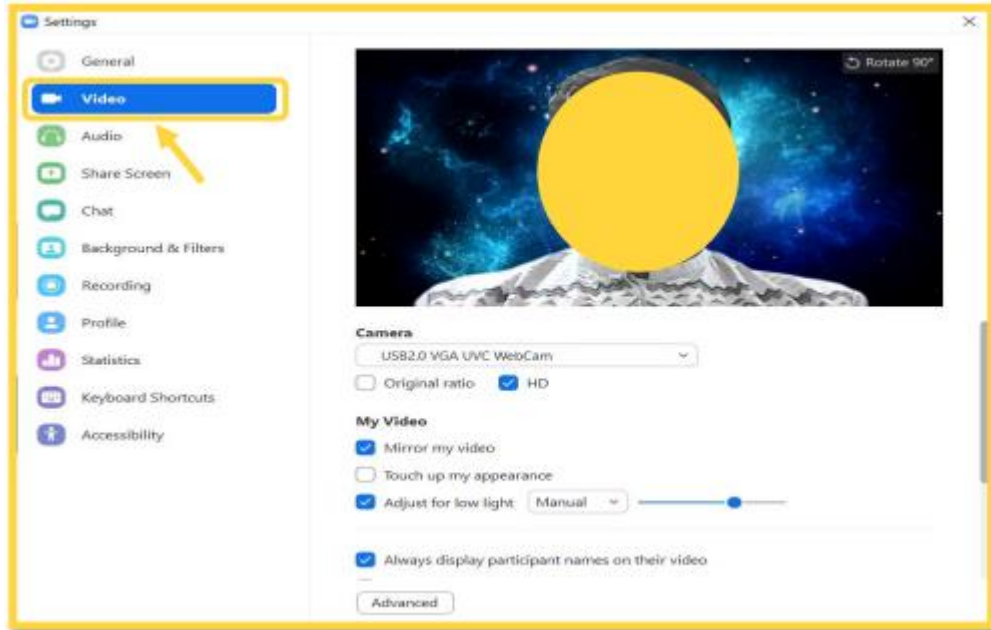 Settings
General
Video
Audio
Share Screen
Chat
Background & Filters
Recording
Profile
Statistics
Keyboard Shortcuts
Accessibility
Rotate 90°
Camera
USB2.0 VGA UVC WebCam
Original ratio HD
My Video
Mirror my video
Touch up my appearance
Adjust for low light Manual
Always display participant names on their video
Advanced